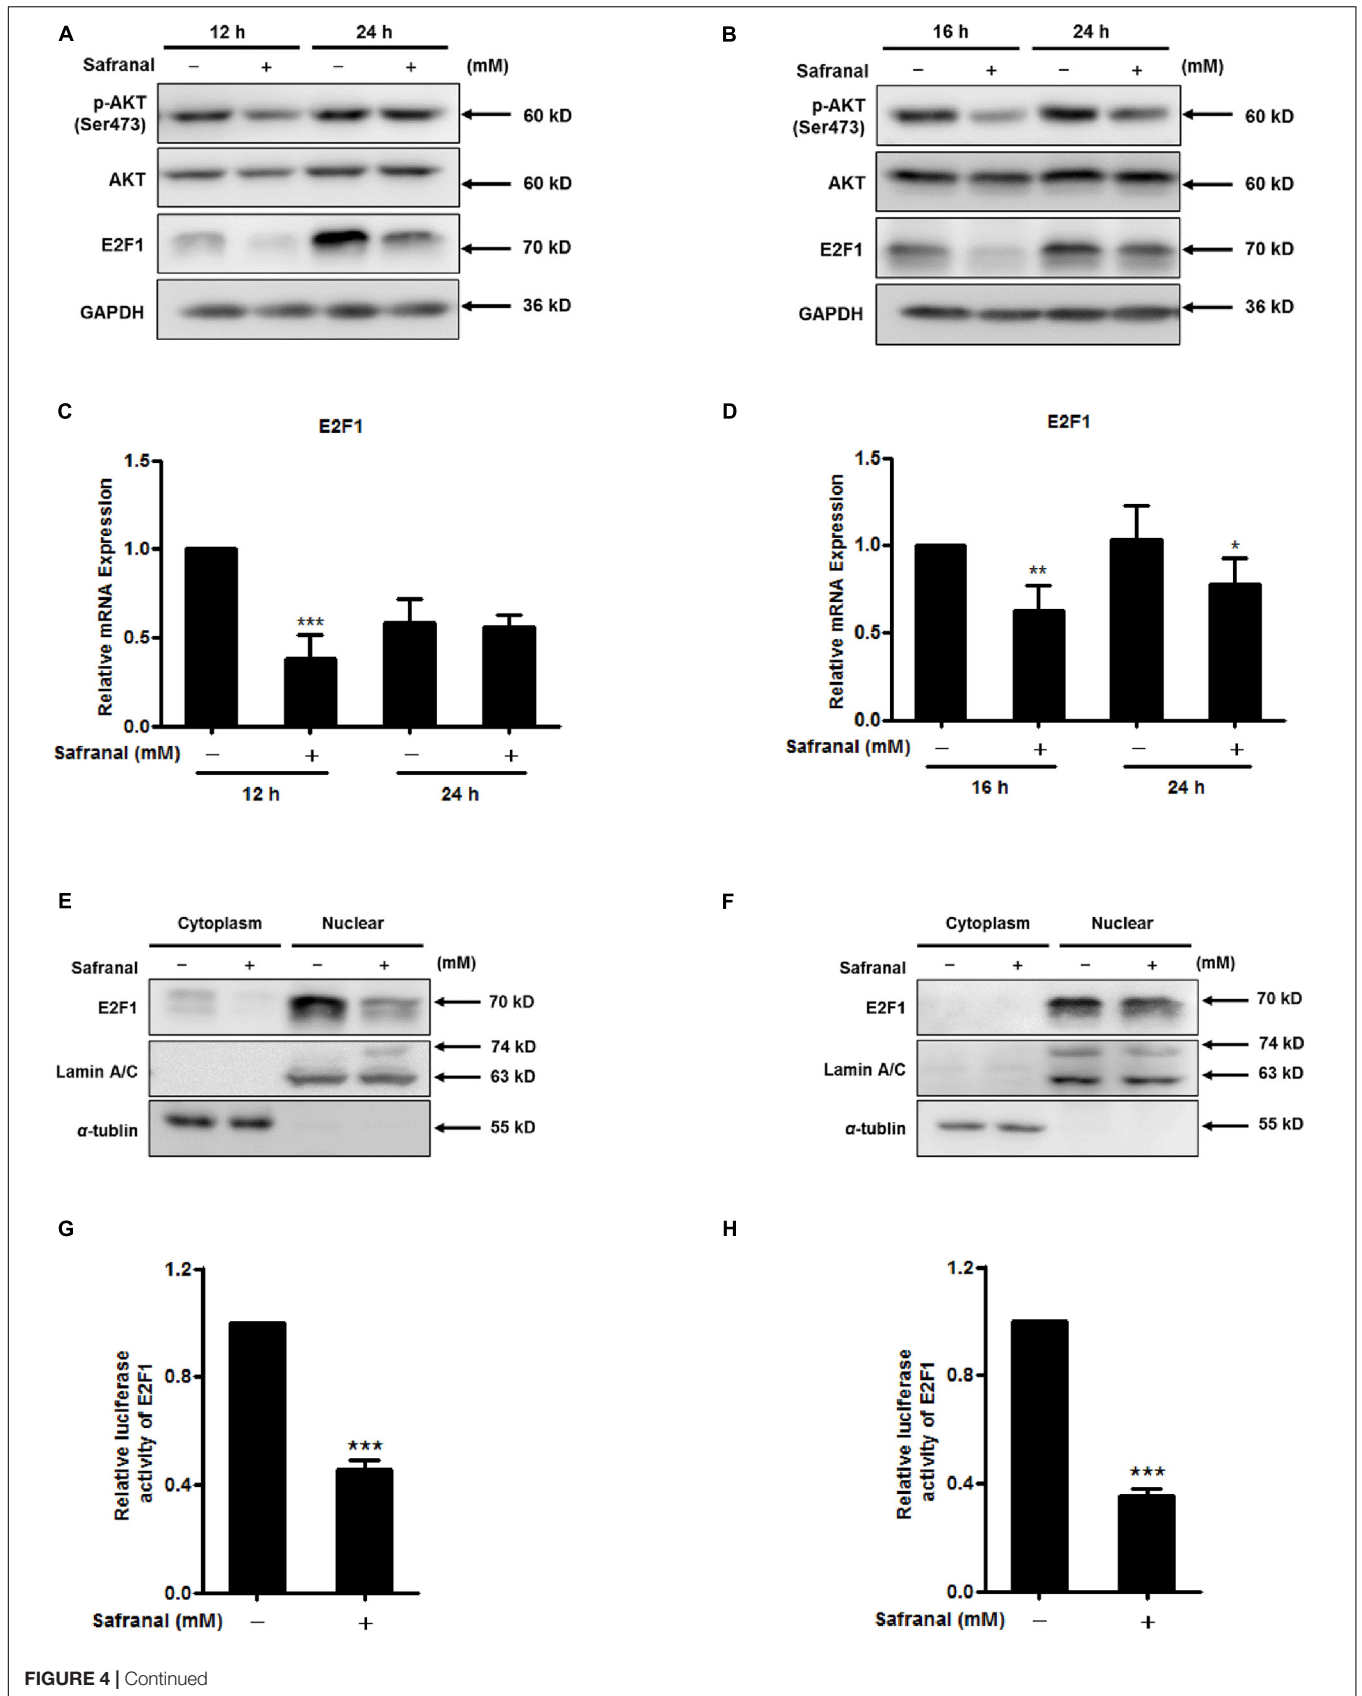 A
12 h 24 h
Safranal – + – + (mM)
p-AKT
(Ser473)
60 kD
AKT
60 kD
E2F1
70 kD
GAPDH
36 kD
B
16 h 24 h
Safranal – + – + (mM)
p-AKT
(Ser473)
60 kD
AKT
60 kD
E2F1
70 kD
GAPDH
36 kD
C
E2F1
Relative mRNA Expression
1.5
1.0
0.5
0.0
***
Safranal (mM) – + – +
12 h 24 h
D
E2F1
Relative mRNA Expression
1.5
1.0
0.5
0.0
**
*
Safranal (mM) – + – +
16 h 24 h
E
Cytoplasm Nuclear
Safranal – + – + (mM)
E2F1
70 kD
74 kD
Lamin A/C
63 kD
α-tublin
55 kD
F
Cytoplasm Nuclear
Safranal – + – + (mM)
E2F1
70 kD
74 kD
Lamin A/C
63 kD
α-tublin
55 kD
G
Relative luciferase
activity of E2F1
1.2
0.8
0.4
0.0
***
Safranal (mM) – +
H
Relative luciferase
activity of E2F1
1.2
0.8
0.4
0.0
***
Safranal (mM) – +
FIGURE 4 | Continued